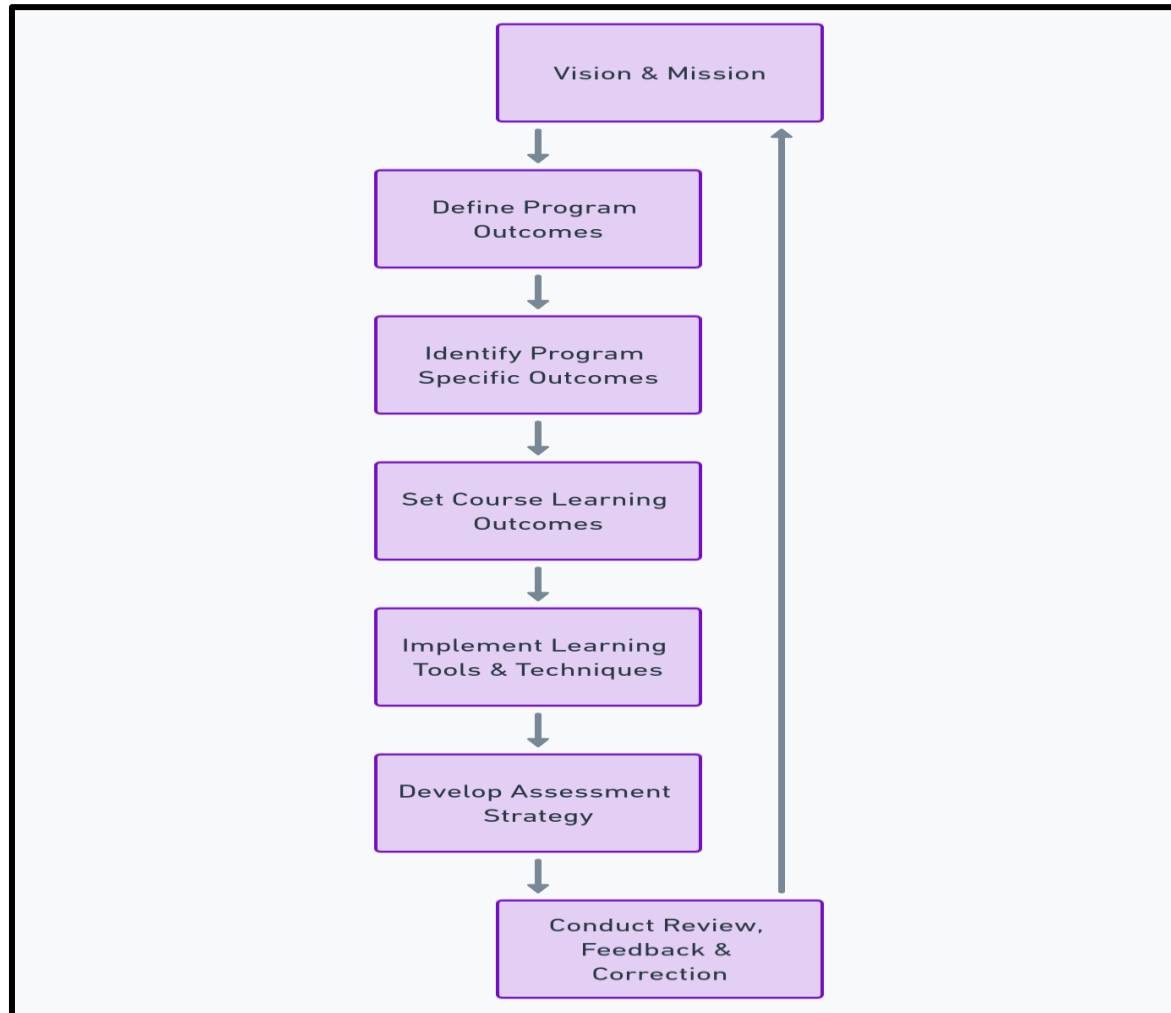 Vision & Mission
Define Program
Outcomes
Identify Program
Specific Outcomes
Set Course Learning
Outcomes
Implement Learning
Tools & Techniques
Develop Assessment
Strategy
Conduct Review,
Feedback &
Correction